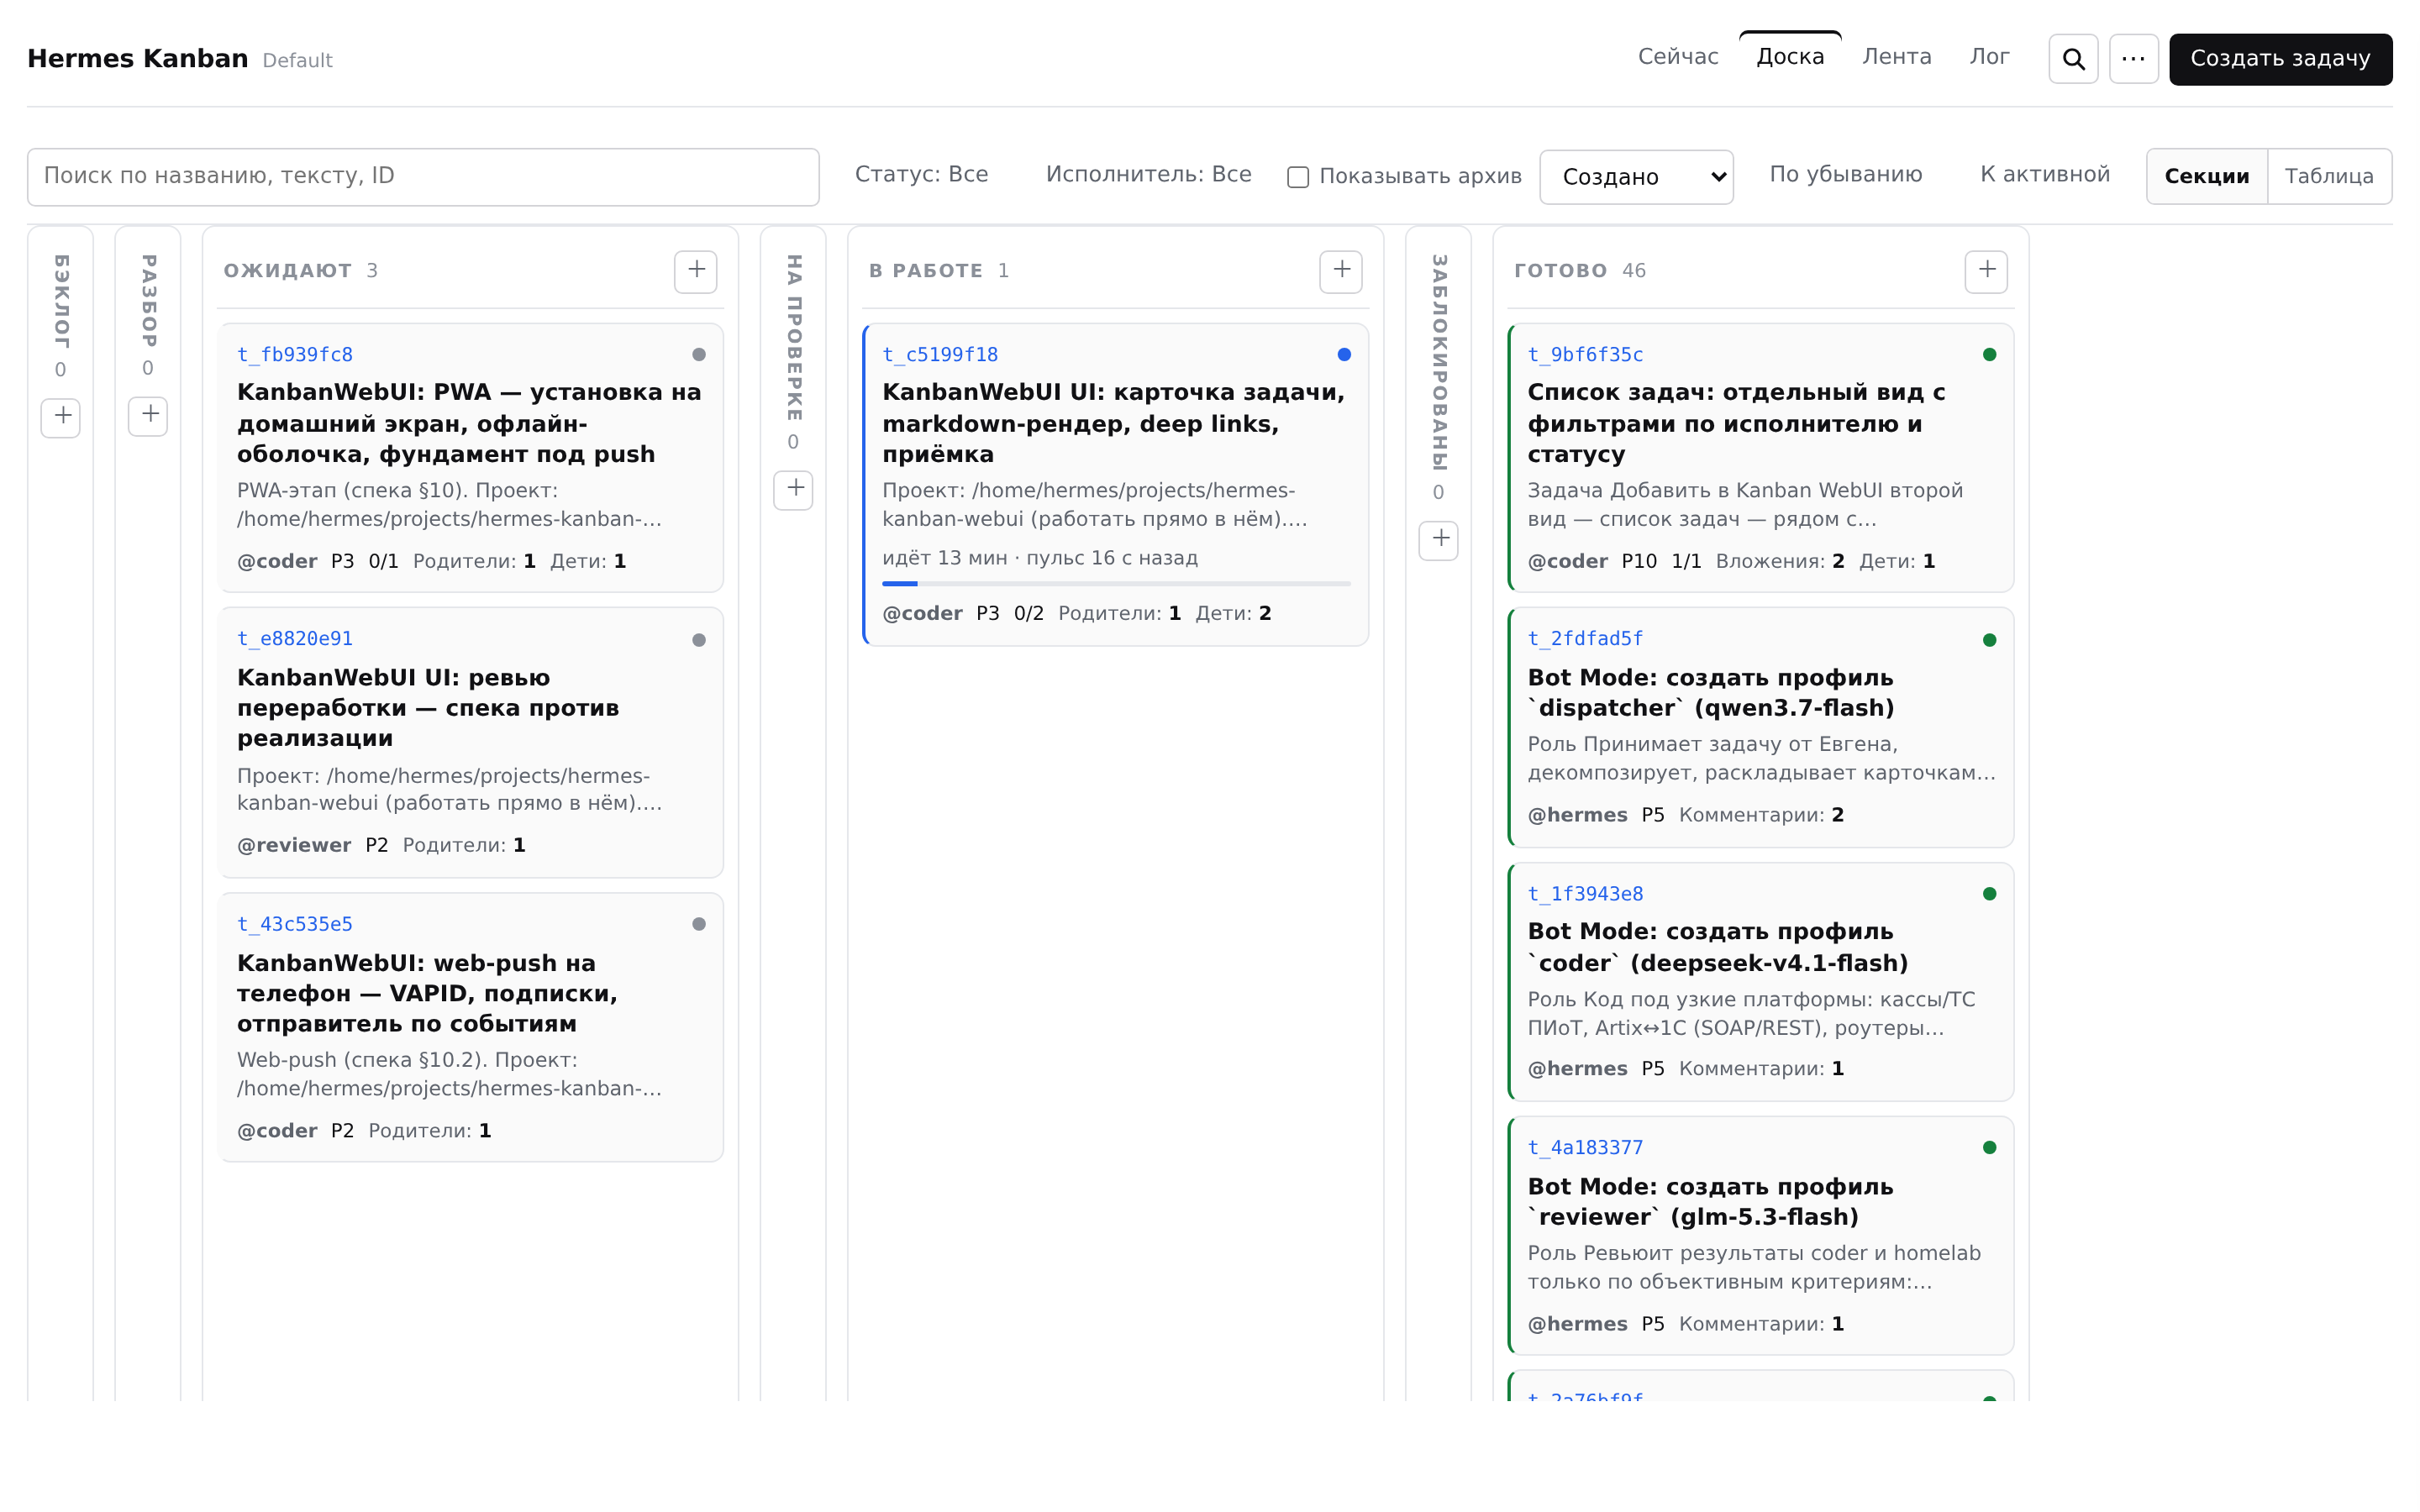 Hermes Kanban Default
Сейчас Доска Лента Лог ... Создать задачу
Поиск по названию, тексту, ID Статус: Все Исполнитель: Все Показывать архив Создано По убыванию К активной Секции Таблица
БЭКЛОГ 0
+
РАЗБОР 0
+
ОЖИДАЮТ 3 +
t_fb939fc8
KanbanWebUI: PWA — установка на
домашний экран, офлайн-
оболочка, фундамент под push
PWA-этап (спека §10). Проект:
/home/hermes/projects/hermes-kanban-...
@coder P3 0/1 Родители: 1 Дети: 1
t_e8820e91
KanbanWebUI UI: ревью
переработки — спека против
реализации
Проект: /home/hermes/projects/hermes-
kanban-webui (работать прямо в нём)....
@reviewer P2 Родители: 1
t_43c535e5
KanbanWebUI: web-push на
телефон — VAPID, подписки,
отправитель по событиям
Web-push (спека §10.2). Проект:
/home/hermes/projects/hermes-kanban-...
@coder P2 Родители: 1
НА ПРОВЕРКЕ 0
+
В РАБОТЕ 1 +
t_c5199f18
KanbanWebUI UI: карточка задачи,
markdown-рендер, deep links,
приёмка
Проект: /home/hermes/projects/hermes-
kanban-webui (работать прямо в нём)....
идёт 13 мин · пульс 16 с назад
@coder P3 0/2 Родители: 1 Дети: 2
ЗАБЛОКИРОВАНЫ 0
+
ГОТОВО 46 +
t_9bf6f35c
Список задач: отдельный вид с
фильтрами по исполнителю и
статусу
Задача Добавить в Kanban WebUI второй
вид — список задач — рядом с...
@coder P10 1/1 Вложения: 2 Дети: 1
t_2fdfad5f
Bot Mode: создать профиль
`dispatcher` (qwen3.7-flash)
Роль Принимает задачу от Евгена,
декомпозирует, раскладывает карточкам...
@hermes P5 Комментарии: 2
t_1f3943e8
Bot Mode: создать профиль
`coder` (deepseek-v4.1-flash)
Роль Код под узкие платформы: кассы/ТС
ПИоТ, Artix↔1С (SOAP/REST), роутеры...
@hermes P5 Комментарии: 1
t_4a183377
Bot Mode: создать профиль
`reviewer` (glm-5.3-flash)
Роль Ревьюит результаты coder и homelab
только по объективным критериям:...
@hermes P5 Комментарии: 1